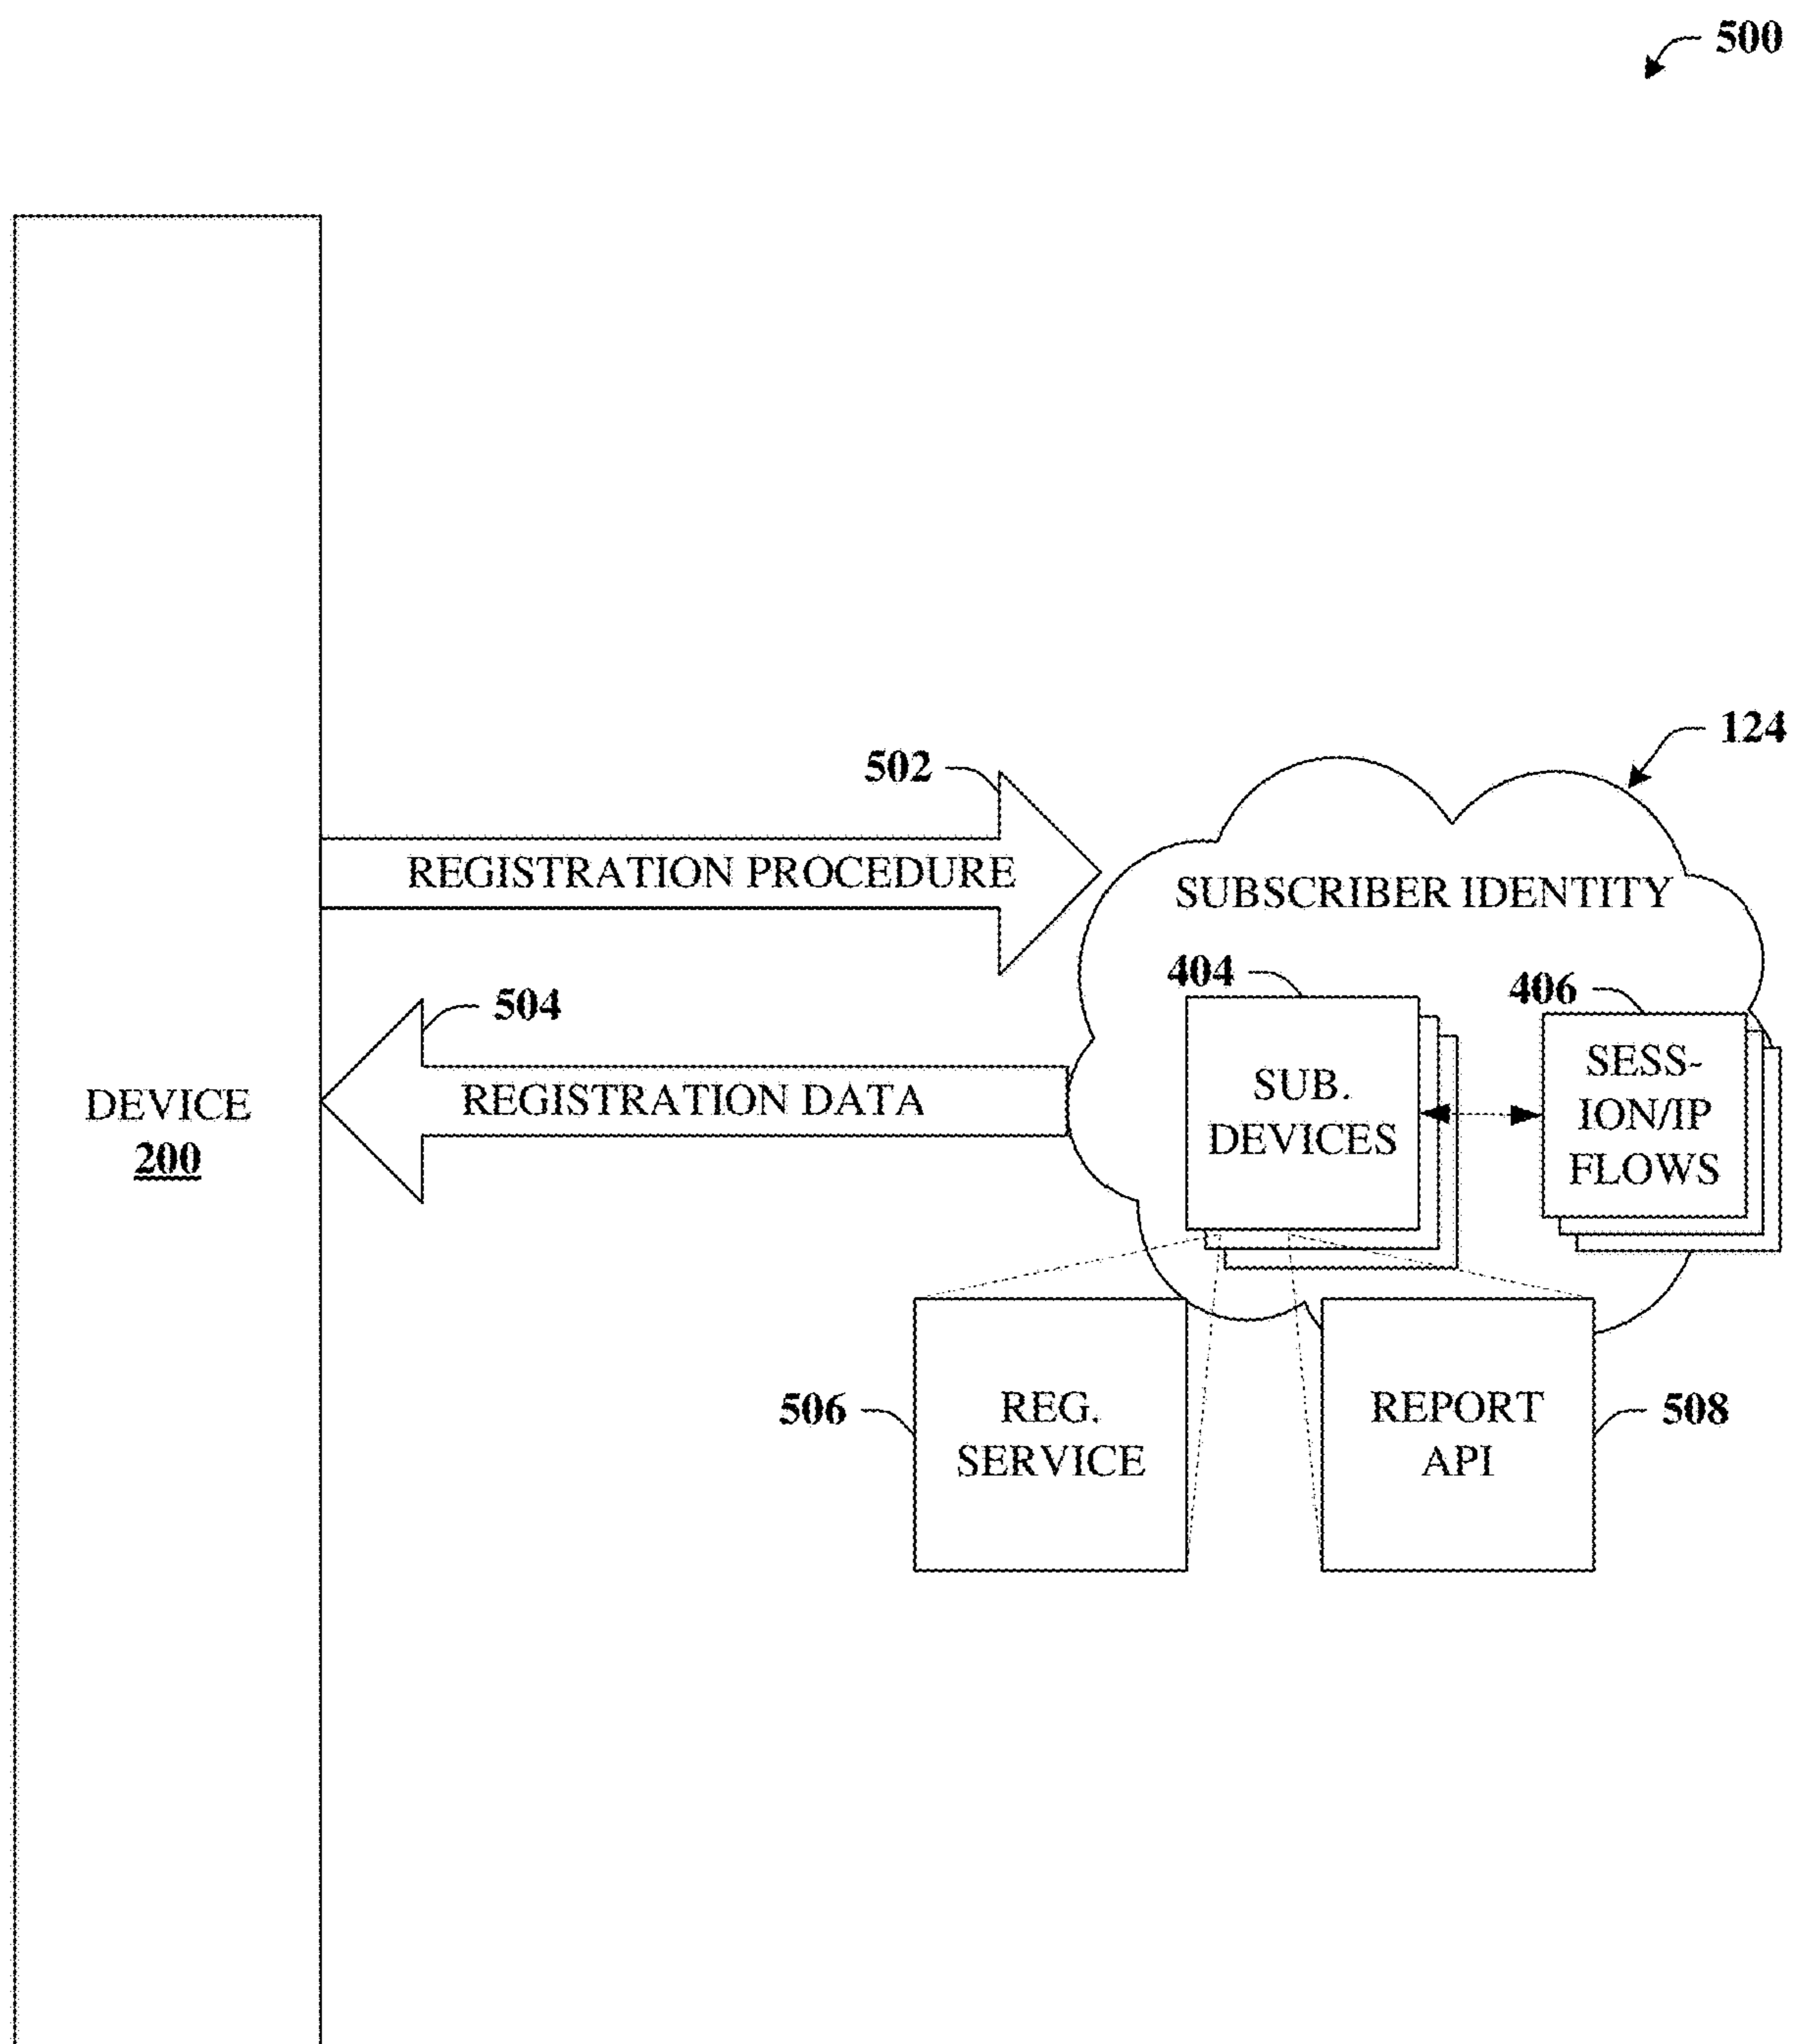 500
124
502
REGISTRATION PROCEDURE
SUBSCRIBER IDENTITY
404
406
504
SESS-
ION/IP
FLOWS
SUB.
DEVICES
REGISTRATION DATA
DEVICE
200
506
REG.
SERVICE
REPORT
API
508